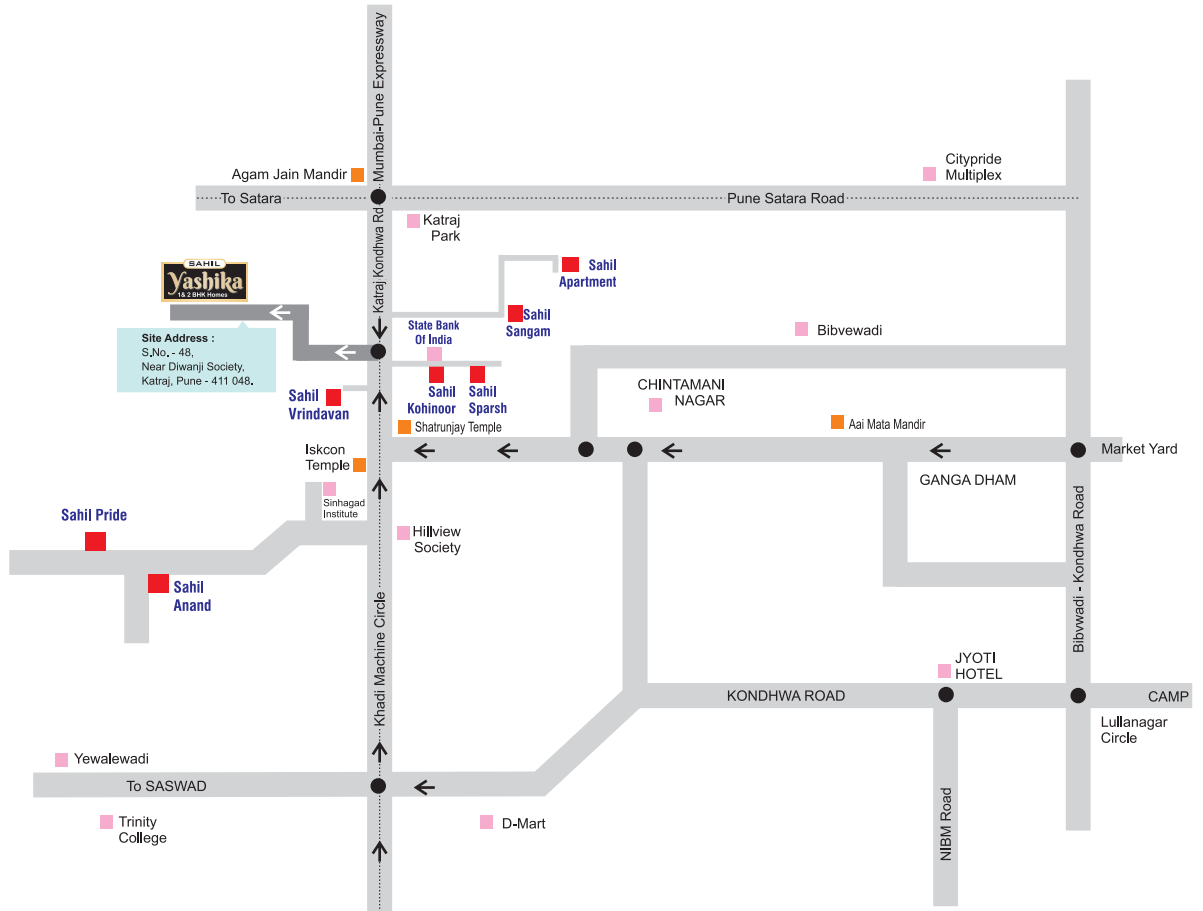 Mumbai-Pune Expressway
Agam Jain Mandir
Citypride
Multiplex
To Satara
Pune Satara Road
Katraj
Park
Katraj Kondhwa Rd
SAHIL
Yashika
1 & 2 BHK Homes
Sahil
Apartment
Sahil
Sangam
State Bank
Of India
Bibvewadi
Site Address :
S.No. - 48,
Near Diwanji Society,
Katraj, Pune - 411 048.
Sahil
Vrindavan
Sahil
Kohinoor
Sahil
Sparsh
CHINTAMANI
NAGAR
Shatrunjay Temple
Aai Mata Mandir
Iskcon
Temple
Market Yard
GANGA DHAM
Sinhagad
Institute
Sahil Pride
Hillview
Society
Sahil
Anand
Bibvwadi - Kondhwa Road
Khadi Machine Circle
JYOTI
HOTEL
KONDHWA ROAD
CAMP
Lullanagar
Circle
Yewalewadi
To SASWAD
Trinity
College
D-Mart
NIBM Road